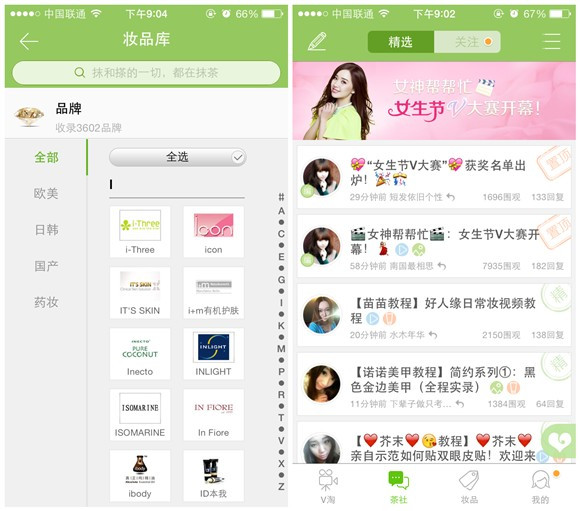 中国联通
下午9:04
66%
妆品库
抹和搽的一切，都在抹茶
品牌
收录3602品牌
全部
欧美
日韩
国产
药妆
全选
I
i-Three
icon
i-Three
icon
IT'S SKIN
IT'S SKIN
i+m有机护肤
INECTO
PURE
COCONUT
INLIGHT
Inecto
INLIGHT
ISOMARINE
IN FIORE
ISOMARINE
In Fiore
ibody
ibody
ID本我
#
A
C
E
G
I
K
M
P
R
T
V
X
Z
中国联通
下午9:02
67%
精选
关注
女神帮帮忙
女生节V大赛开幕!
💖“女生节V大赛”💖获奖名单出
炉！🎉🎊
置顶
29分钟前 短发依旧个性
1696围观
133回复
🎬女神帮帮忙🎬：女生节V大赛开
幕！💃
置顶
58分钟前 南国最相思
7935围观
182回复
【苗苗教程】好人缘日常妆视频教
程
精
20分钟前 水木年华
2150围观
138回复
【诺诺美甲教程】简约系列①：黑
色金边美甲（全程实录）
精
11分钟前 下辈子做只考...
1384围观
64回复
【❤️芥末❤️😘教程】❤️芥末❤️
亲自示范如何贴双眼皮贴！欢迎来
V淘
茶社
妆品
我的